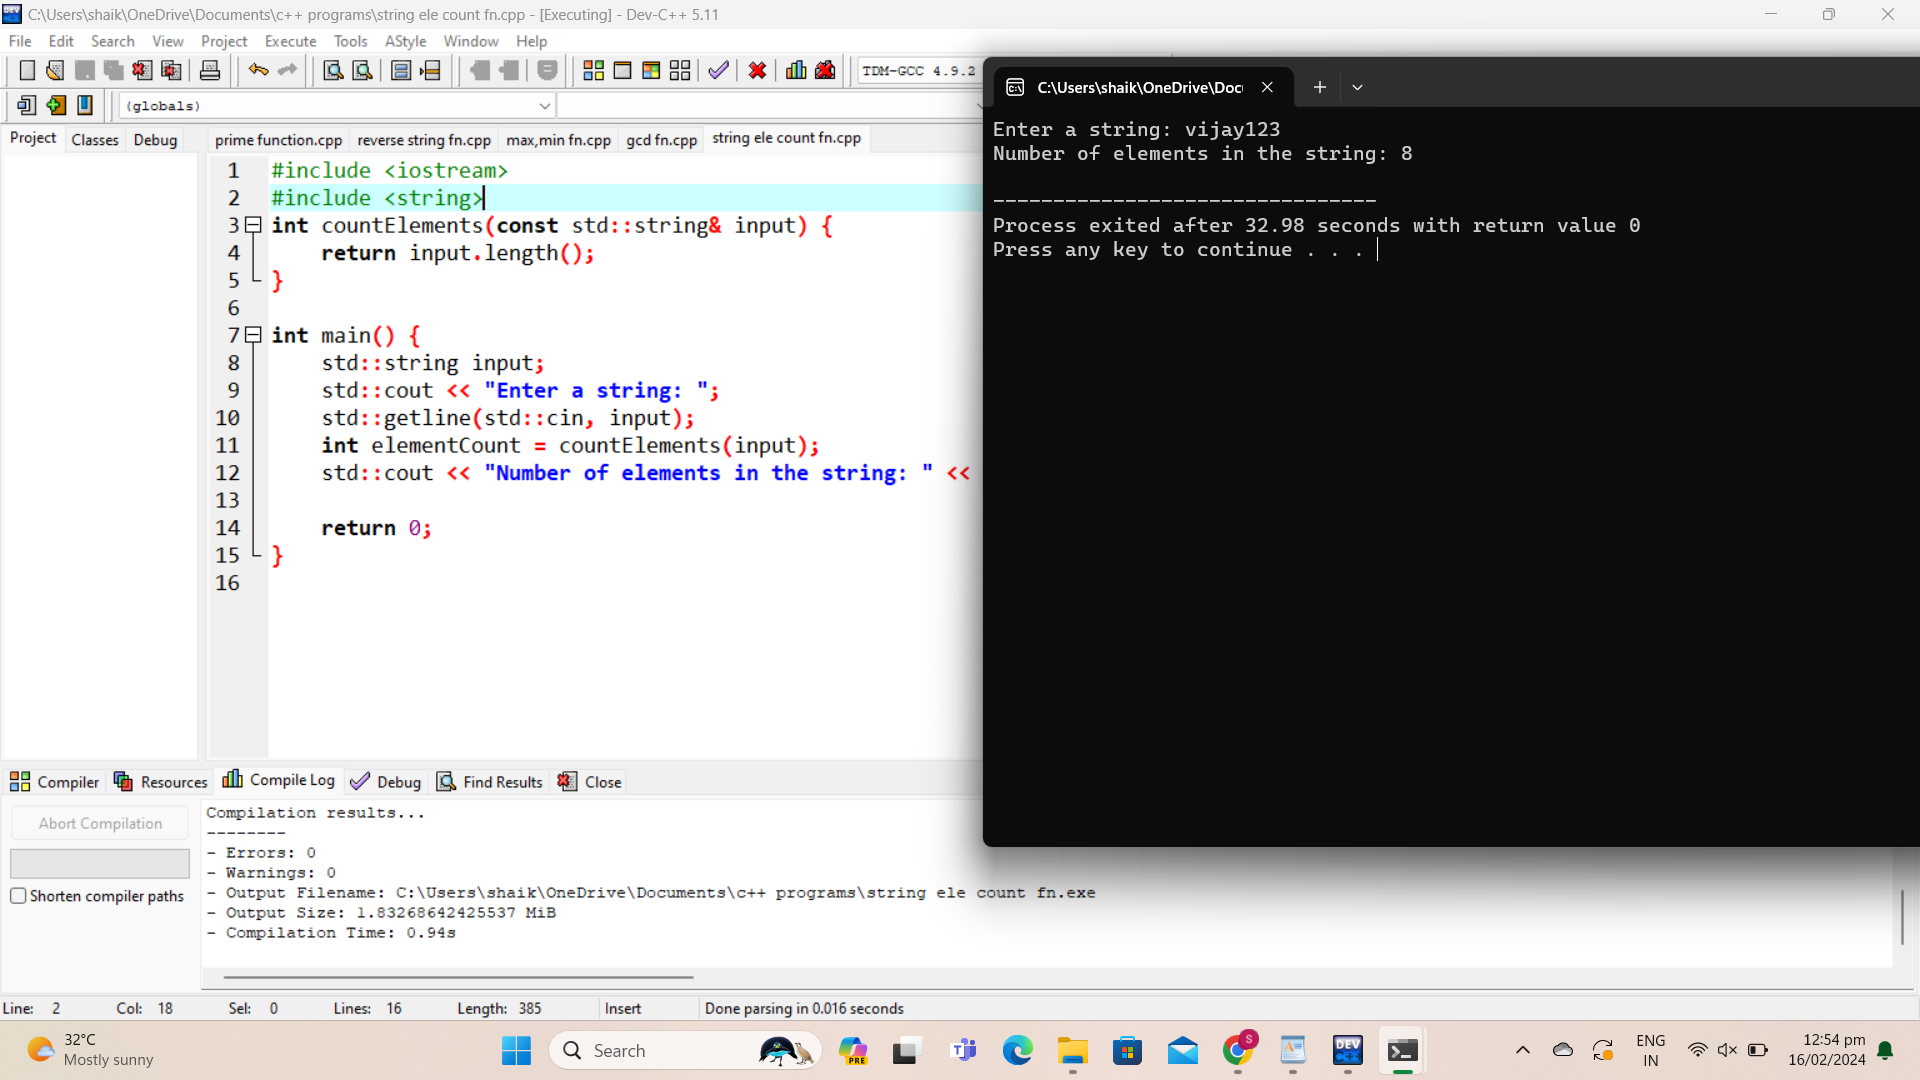 C:\Users\shaik\OneDrive\Documents\c++ programs\string ele count fn.cpp - [Executing] - Dev-C++ 5.11
File Edit Search View Project Execute Tools AStyle Window Help
TDM-GCC 4.9.2
(globals)
Project Classes Debug
prime function.cpp reverse string fn.cpp max,min fn.cpp gcd fn.cpp string ele count fn.cpp
1 #include <iostream>
2 #include <string>
3 int countElements(const std::string& input) {
4 return input.length();
5 }
6
7 int main() {
8 std::string input;
9 std::cout << "Enter a string: ";
10 std::getline(std::cin, input);
11 int elementCount = countElements(input);
12 std::cout << "Number of elements in the string: " <<
13
14 return 0;
15 }
16
C:\Users\shaik\OneDrive\Doc
Enter a string: vijay123
Number of elements in the string: 8
--------------------------------
Process exited after 32.98 seconds with return value 0
Press any key to continue . . .
Compiler Resources Compile Log Debug Find Results Close
Abort Compilation
Shorten compiler paths
Compilation results...
--------
- Errors: 0
- Warnings: 0
- Output Filename: C:\Users\shaik\OneDrive\Documents\c++ programs\string ele count fn.exe
- Output Size: 1.83268642425537 MiB
- Compilation Time: 0.94s
Line: 2 Col: 18 Sel: 0 Lines: 16 Length: 385 Insert Done parsing in 0.016 seconds
32°C
Mostly sunny
Search
PRE
S
DEV
C++
ENG
IN
12:54 pm
16/02/2024